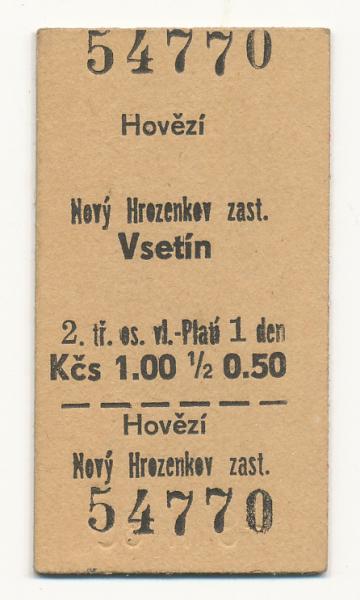 54770
Hovězí
Nový Hrozenkov zast.
Vsetín
2. tř. os. vl.-Platí 1 den
Kčs 1.00 ½ 0.50
Hovězí
Nový Hrozenkov zast.
54770